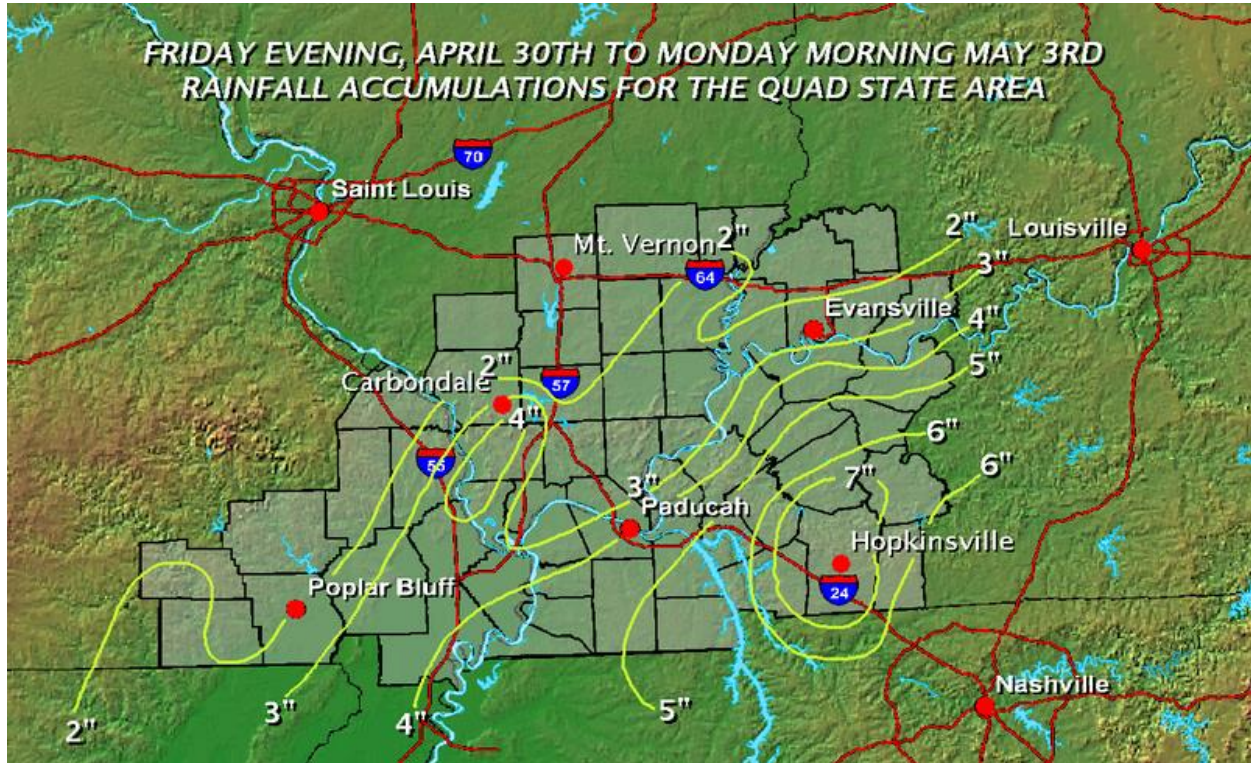 FRIDAY EVENING, APRIL 30TH TO MONDAY MORNING MAY 3RD
RAINFALL ACCUMULATIONS FOR THE QUAD STATE AREA
70
Saint Louis
2"
Louisville
Mt. Vernon
2"
64
3"
Evansville
4"
2"
57
5"
Carbondale
4"
6"
55
6"
7"
3"
Paducah
Hopkinsville
Poplar Bluff
24
Nashville
2"
3"
4"
5"